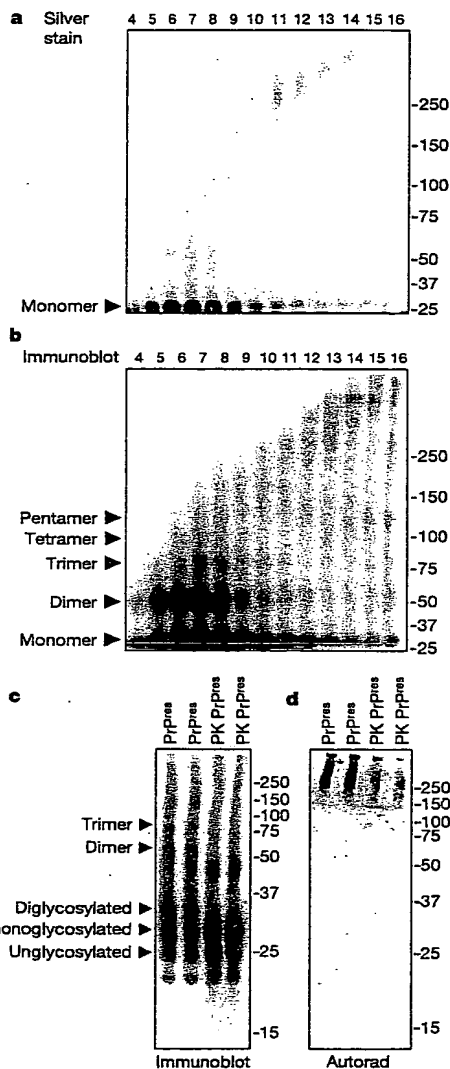 a Silver stain 4 5 6 7 8 9 10 11 12 13 14 16
-250
-150
-100
-75
-50
-37
Monomer -25
b
Immunoblot 4 5 6 7 8 9 10 11 12 13 14 15 16
-250
-150
Pentamer
Tetramer -100
Trimer -75
Dimer -50
-37
Monomer -25
c PrPres PrPres PK PrPres PK PrPres
-250
-150
-100
Trimer -75
Dimer -50
-37
Diglycosylated
onoglycosylated
Unglycosylated -25
-15
Immunoblot
d PrPres PrPres PK PrPres PK PrPres
-250
-150
-100
-75
-50
-37
-25
-15
Autorad